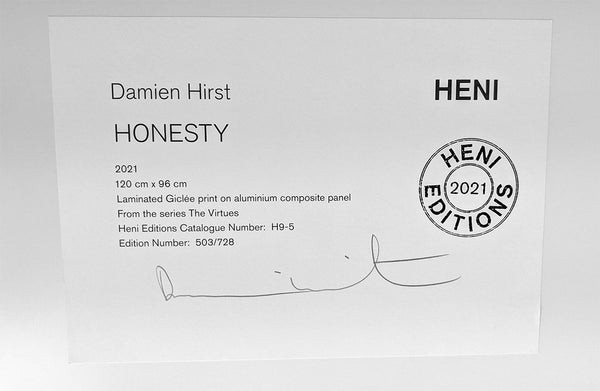 Damien Hirst
HENI
HONESTY
2021
120 cm x 96 cm
Laminated Giclée print on aluminium composite panel
From the series The Virtues
Heni Editions Catalogue Number: H9-5
Edition Number: 503/728
HENI
2021
EDITIONS